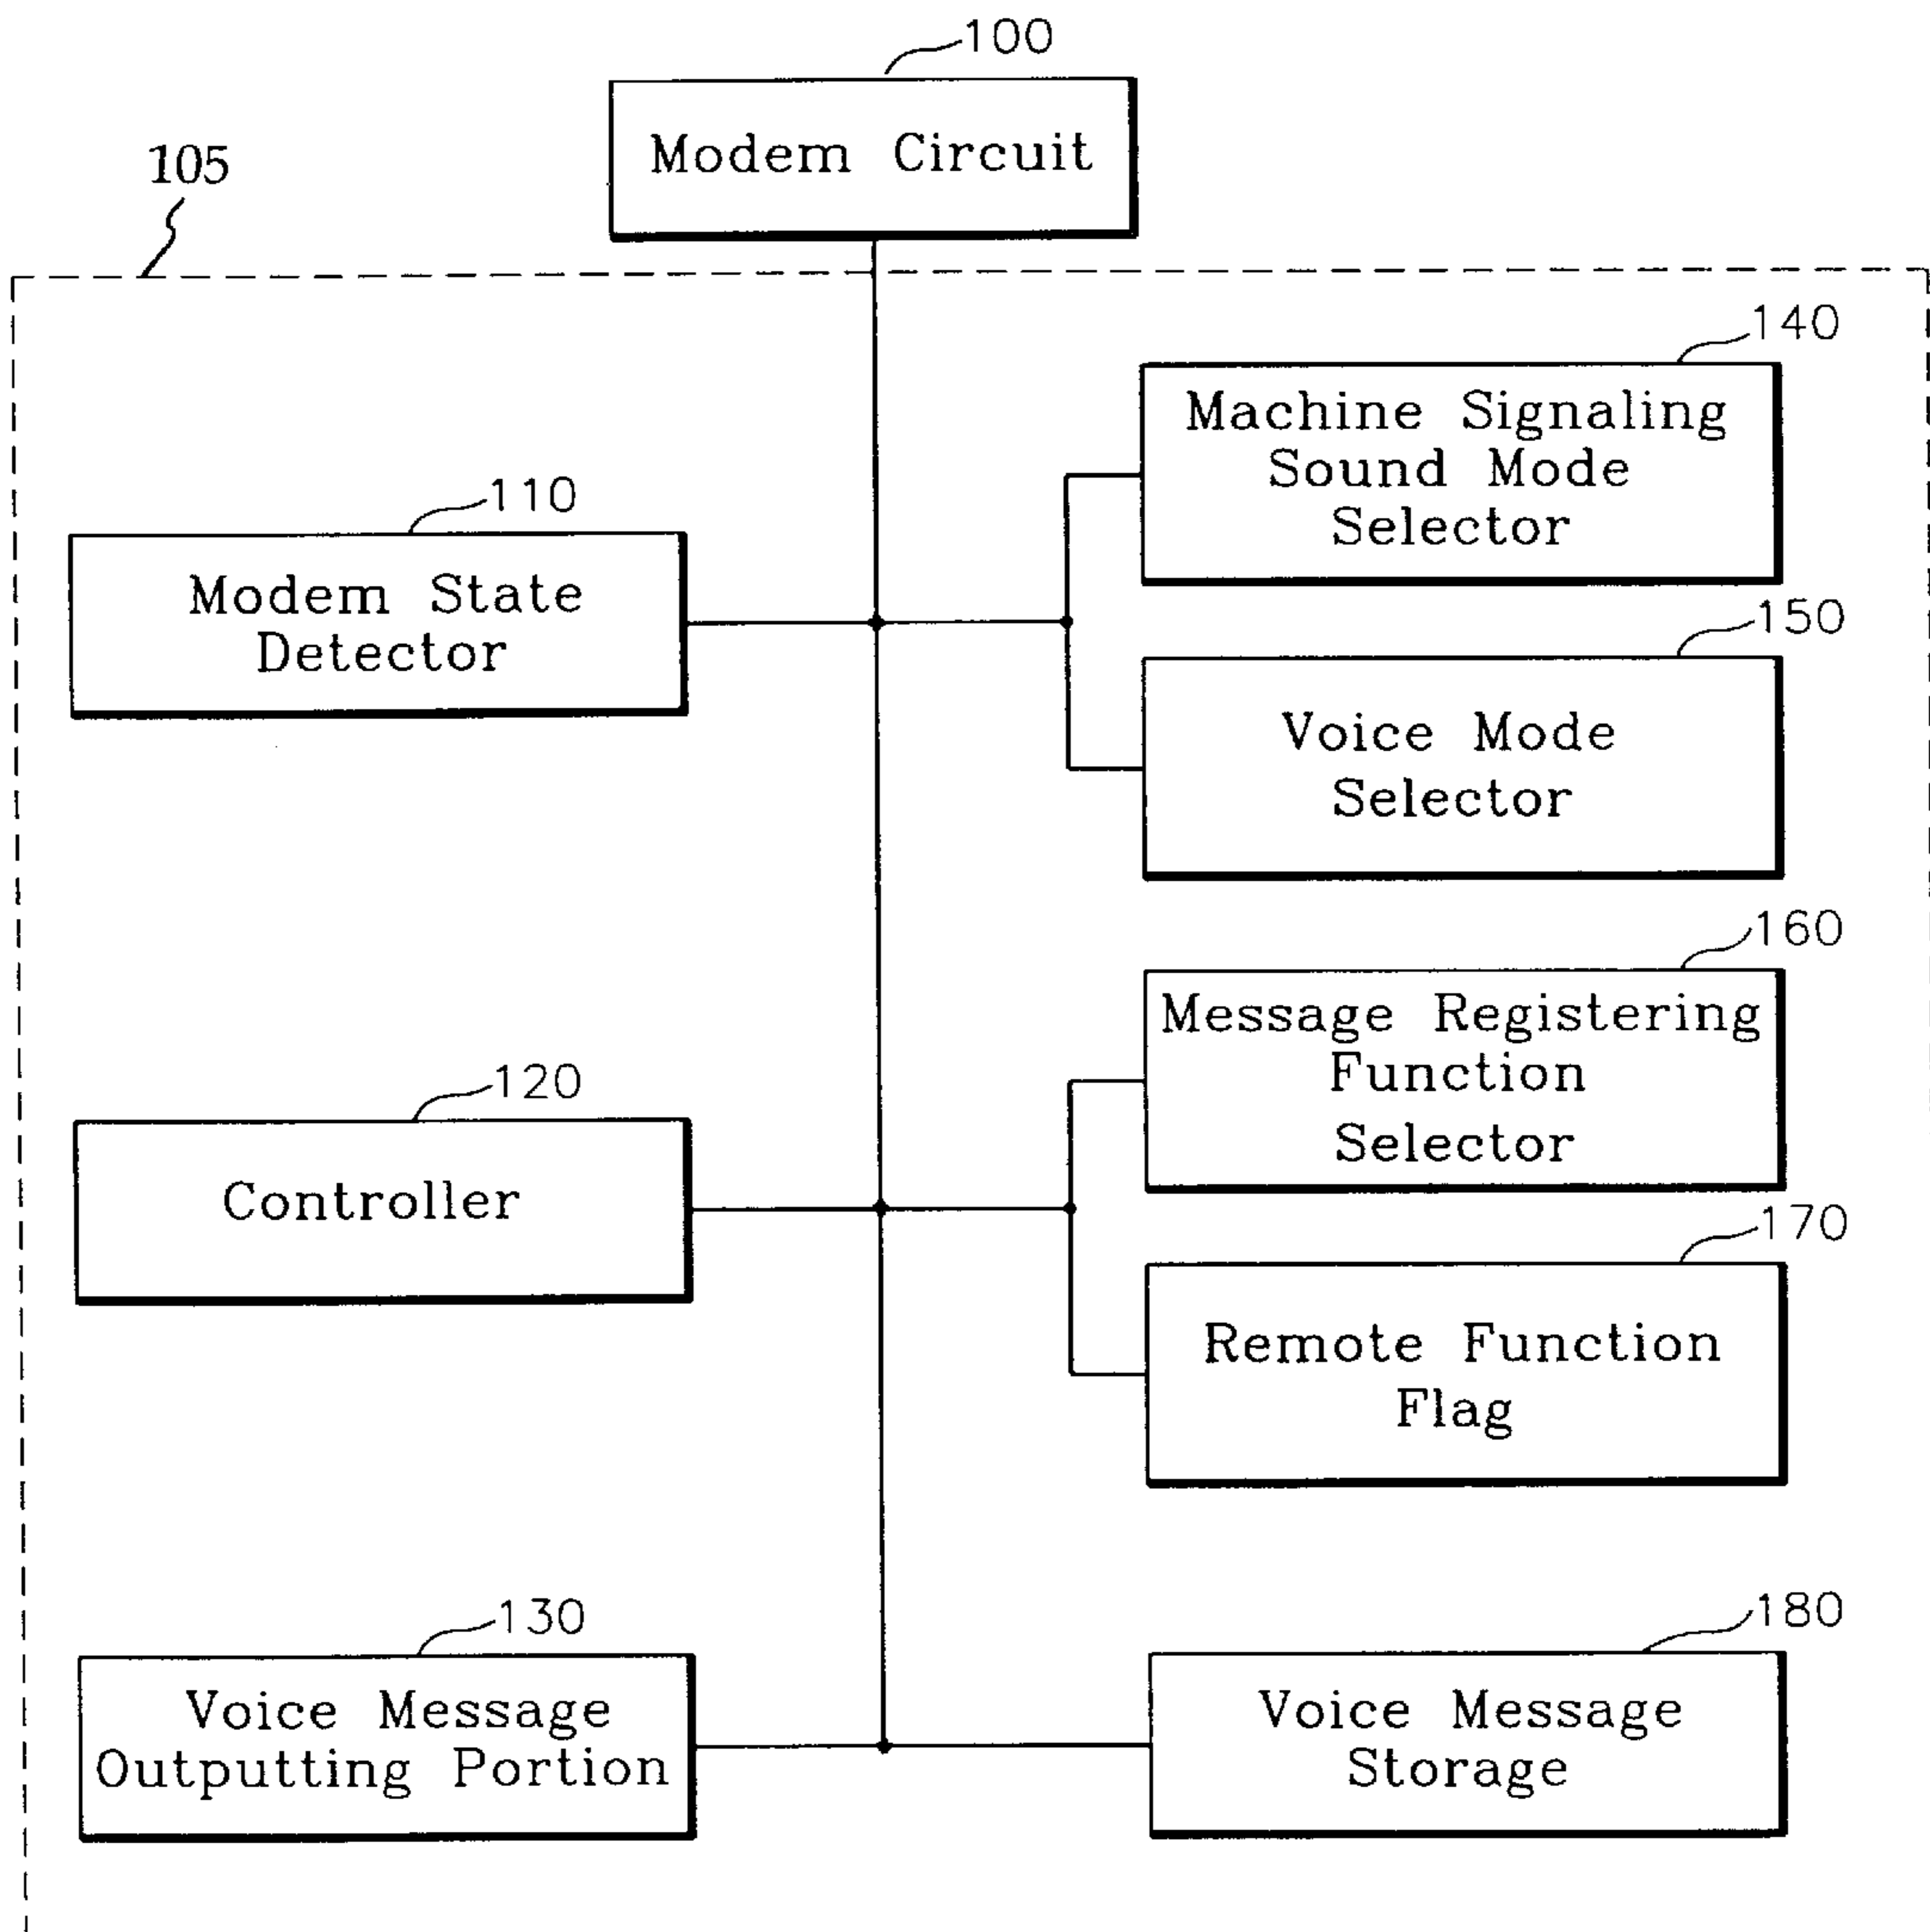 100
Modem Circuit
105
140
Machine Signaling
Sound Mode
Selector
110
Modem State
Detector
150
Voice Mode
Selector
160
Message Registering
Function
Selector
120
Controller
170
Remote Function
Flag
130
Voice Message
Outputting Portion
180
Voice Message
Storage